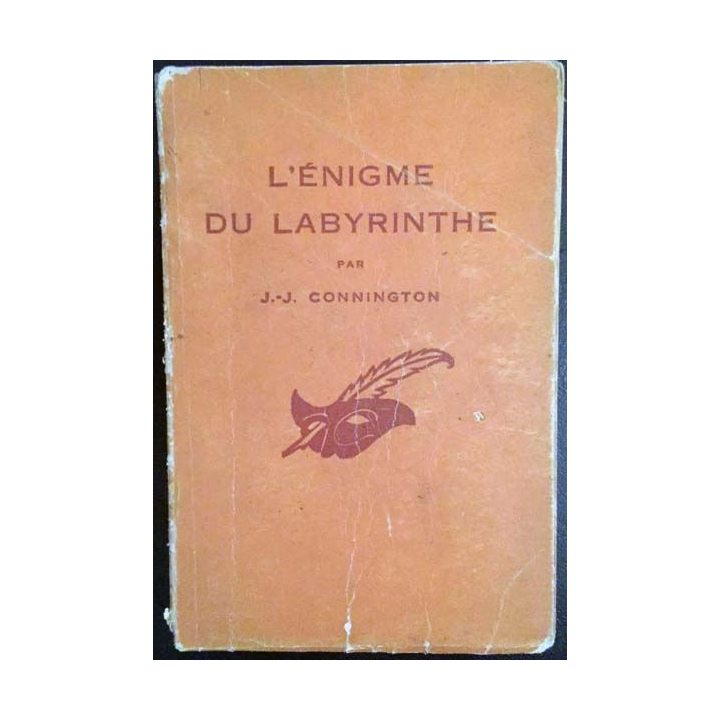 L'ÉNIGME
DU LABYRINTHE
PAR
J.-J. CONNINGTON